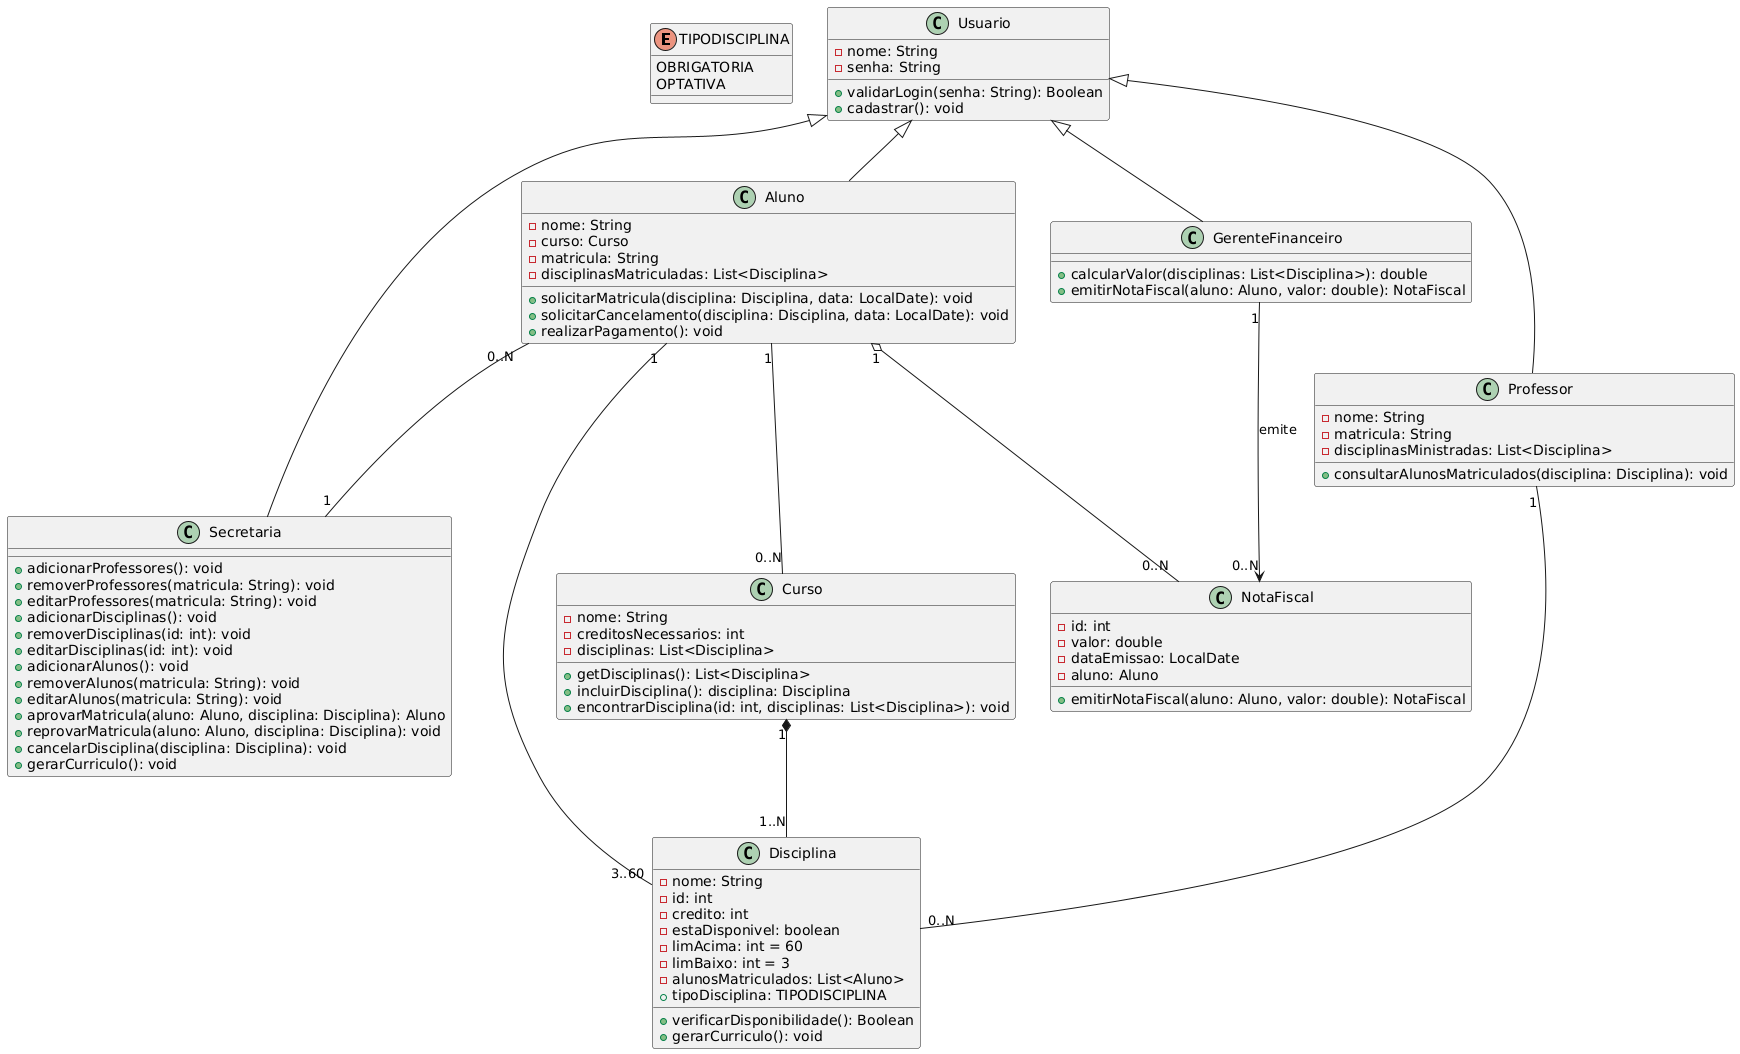 TIPODISCIPLINA
OBRIGATORIA
OPTATIVA
Usuario
nome: String
senha: String
validarLogin(senha: String): Boolean
cadastrar(): void
Aluno
nome: String
curso: Curso
matricula: String
disciplinasMatriculadas: List<Disciplina>
solicitarMatricula(disciplina: Disciplina, data: LocalDate): void
solicitarCancelamento(disciplina: Disciplina, data: LocalDate): void
realizarPagamento(): void
GerenteFinanceiro
calcularValor(disciplinas: List<Disciplina>): double
emitirNotaFiscal(aluno: Aluno, valor: double): NotaFiscal
0..N
1
1
1
1
emite
Professor
nome: String
matricula: String
disciplinasMinistradas: List<Disciplina>
consultarAlunosMatriculados(disciplina: Disciplina): void
1
1
0..N
0..N
0..N
Secretaria
adicionarProfessores(): void
removerProfessores(matricula: String): void
editarProfessores(matricula: String): void
adicionarDisciplinas(): void
removerDisciplinas(id: int): void
editarDisciplinas(id: int): void
adicionarAlunos(): void
removerAlunos(matricula: String): void
editarAlunos(matricula: String): void
aprovarMatricula(aluno: Aluno, disciplina: Disciplina): Aluno
reprovarMatricula(aluno: Aluno, disciplina: Disciplina): void
cancelarDisciplina(disciplina: Disciplina): void
gerarCurriculo(): void
Curso
nome: String
creditosNecessarios: int
disciplinas: List<Disciplina>
getDisciplinas(): List<Disciplina>
incluirDisciplina(): disciplina: Disciplina
encontrarDisciplina(id: int, disciplinas: List<Disciplina>): void
NotaFiscal
id: int
valor: double
dataEmissao: LocalDate
aluno: Aluno
emitirNotaFiscal(aluno: Aluno, valor: double): NotaFiscal
1
1..N
3..60
0..N
Disciplina
nome: String
id: int
credito: int
estaDisponivel: boolean
limAcima: int = 60
limBaixo: int = 3
alunosMatriculados: List<Aluno>
tipoDisciplina: TIPODISCIPLINA
verificarDisponibilidade(): Boolean
gerarCurriculo(): void